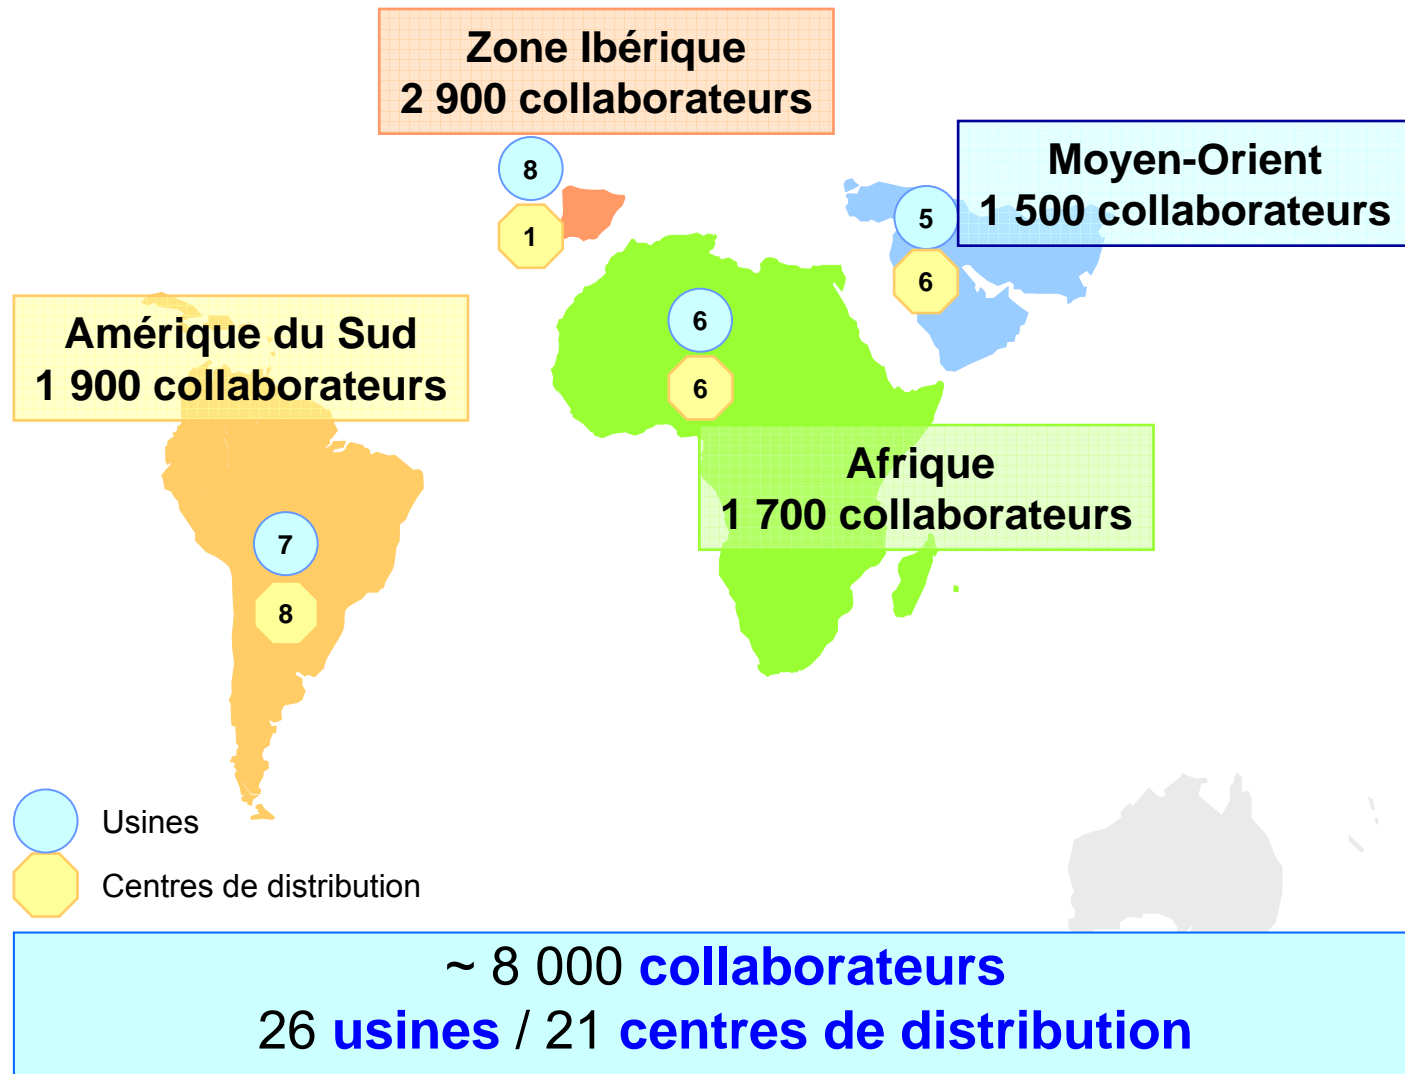 Zone Ibérique
2 900 collaborateurs
8
1
Moyen-Orient
1 500 collaborateurs
5
6
Amérique du Sud
1 900 collaborateurs
6
6
Afrique
1 700 collaborateurs
7
8
Usines
Centres de distribution
~ 8 000 collaborateurs
26 usines / 21 centres de distribution